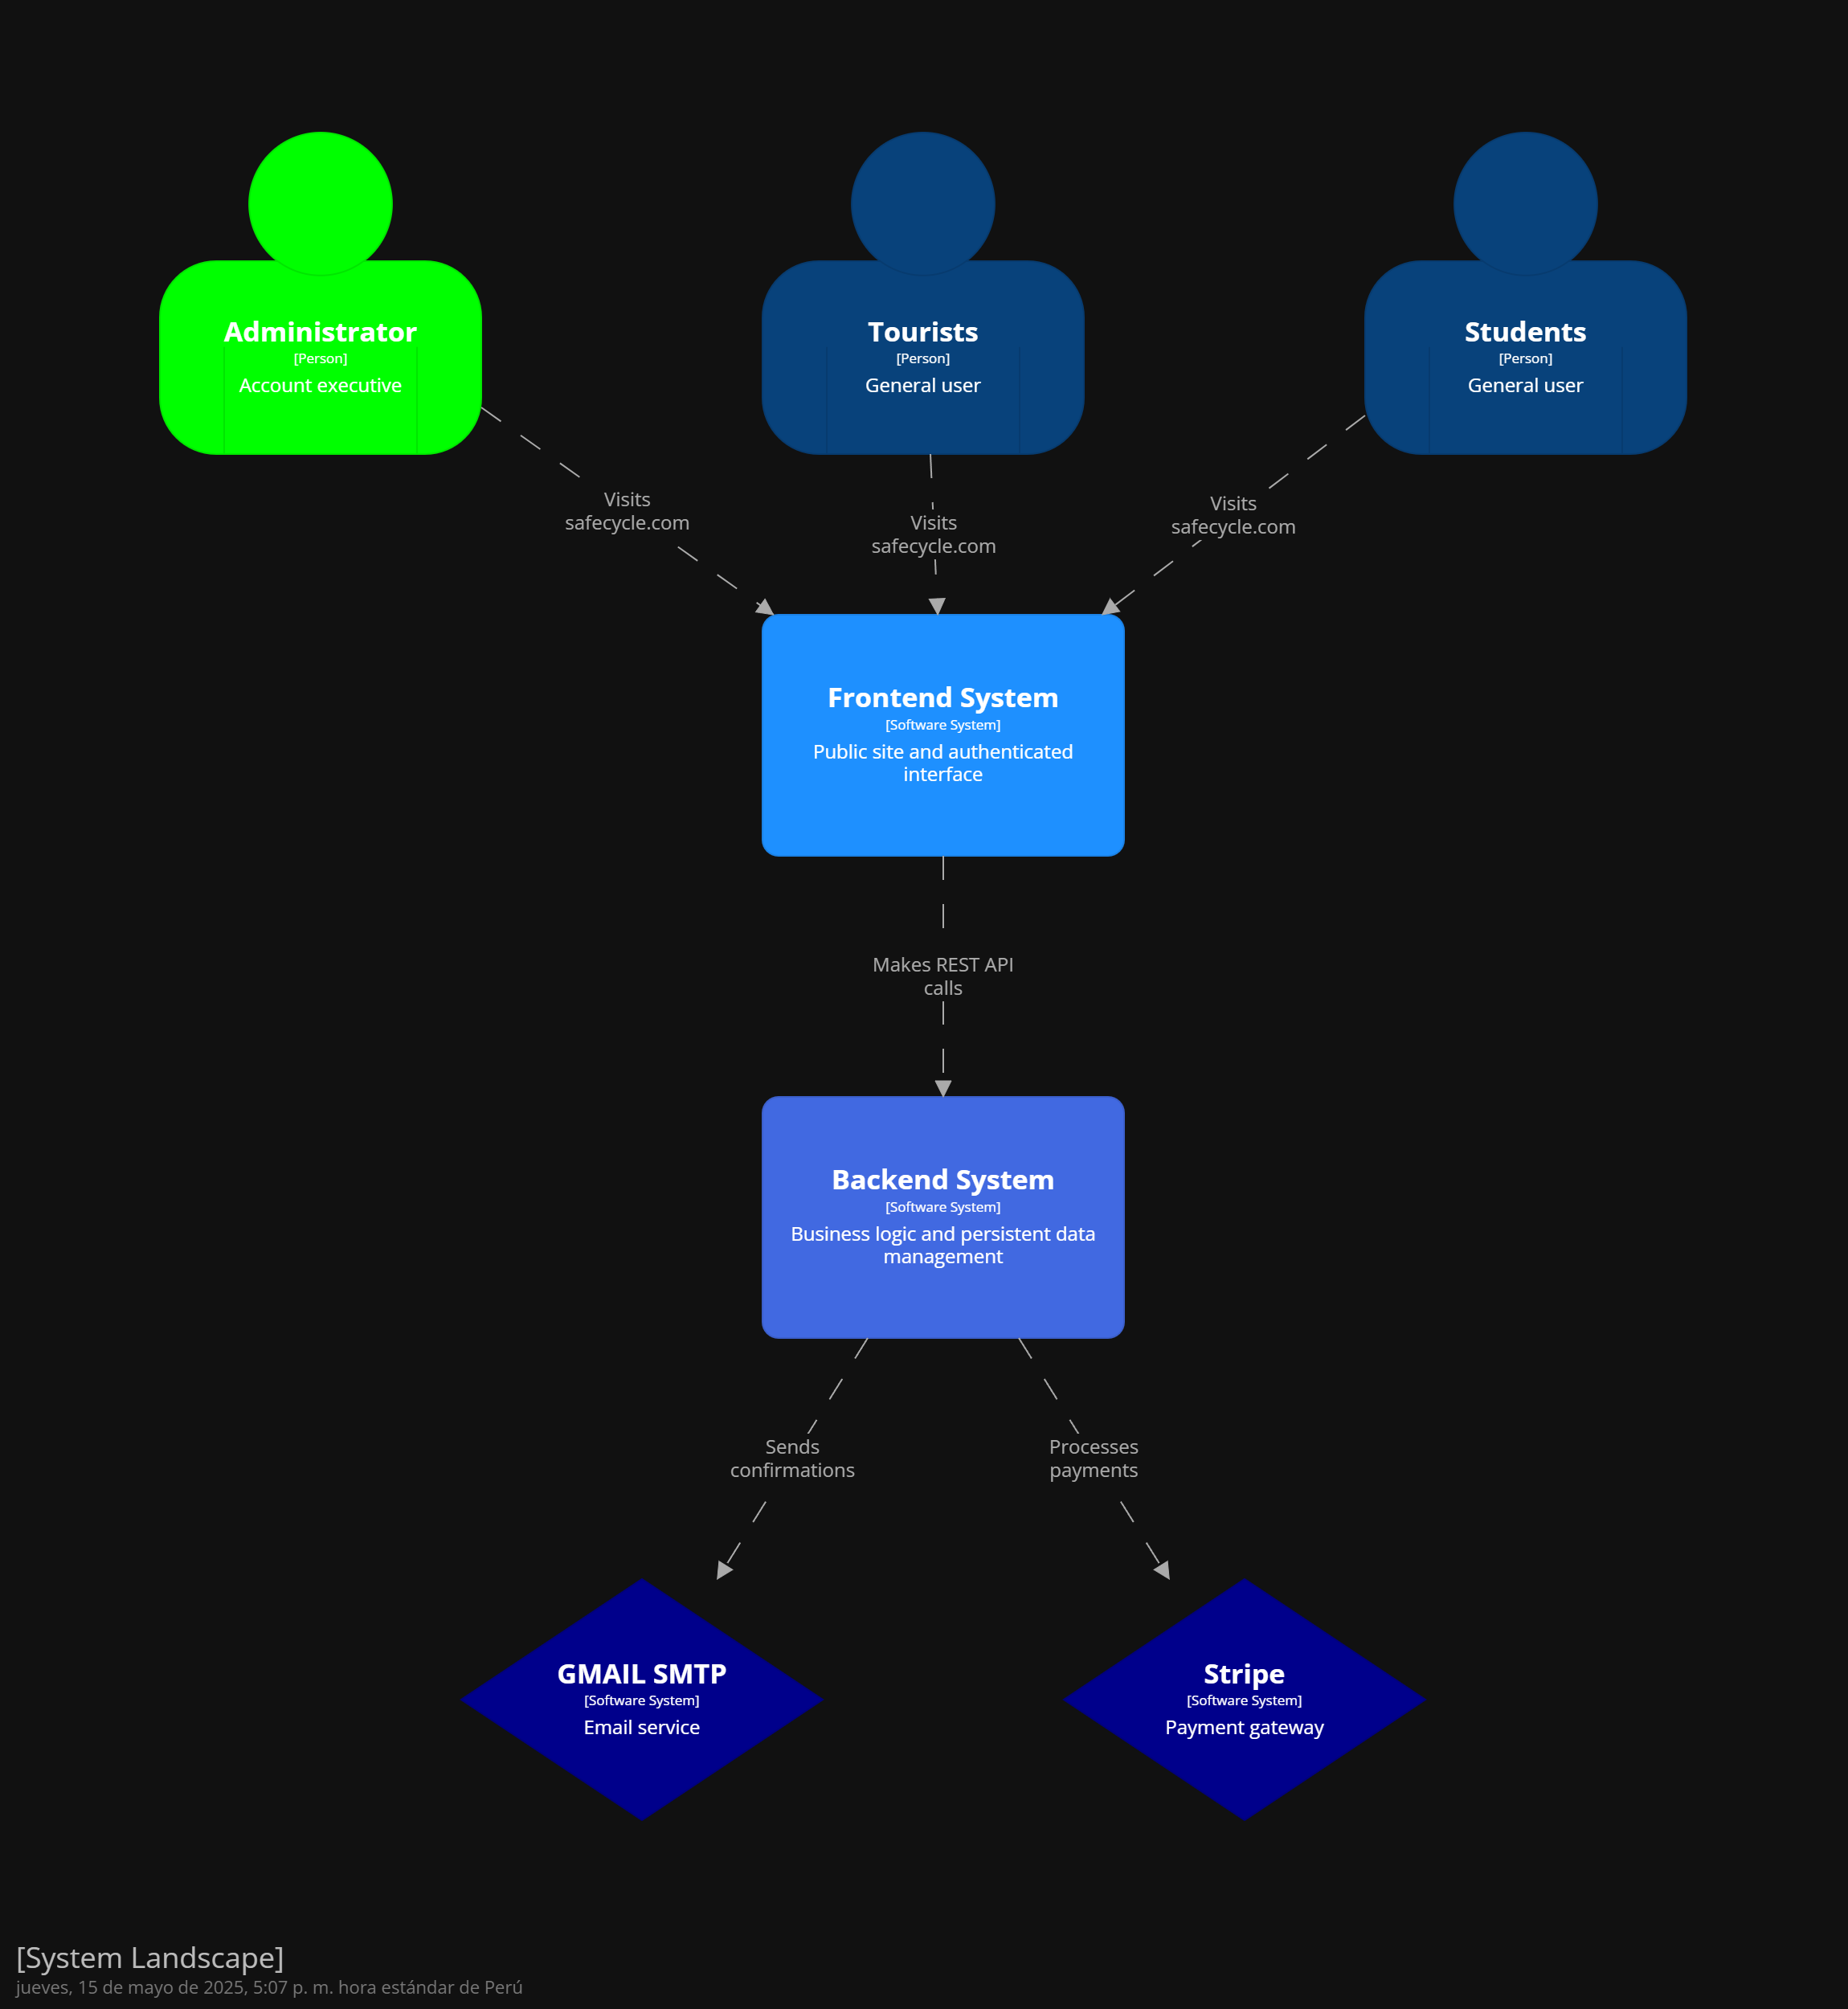 Administrator
[Person]
Account executive
Tourists
[Person]
General user
Students
[Person]
General user
Visits
safecycle.com
Visits
safecycle.com
Visits
safecycle.com
Frontend System
[Software System]
Public site and authenticated
interface
Makes REST API
calls
Backend System
[Software System]
Business logic and persistent data
management
Sends
confirmations
Processes
payments
GMAIL SMTP
[Software System]
Email service
Stripe
[Software System]
Payment gateway
[System Landscape]
jueves, 15 de mayo de 2025, 5:07 p. m. hora estándar de Perú